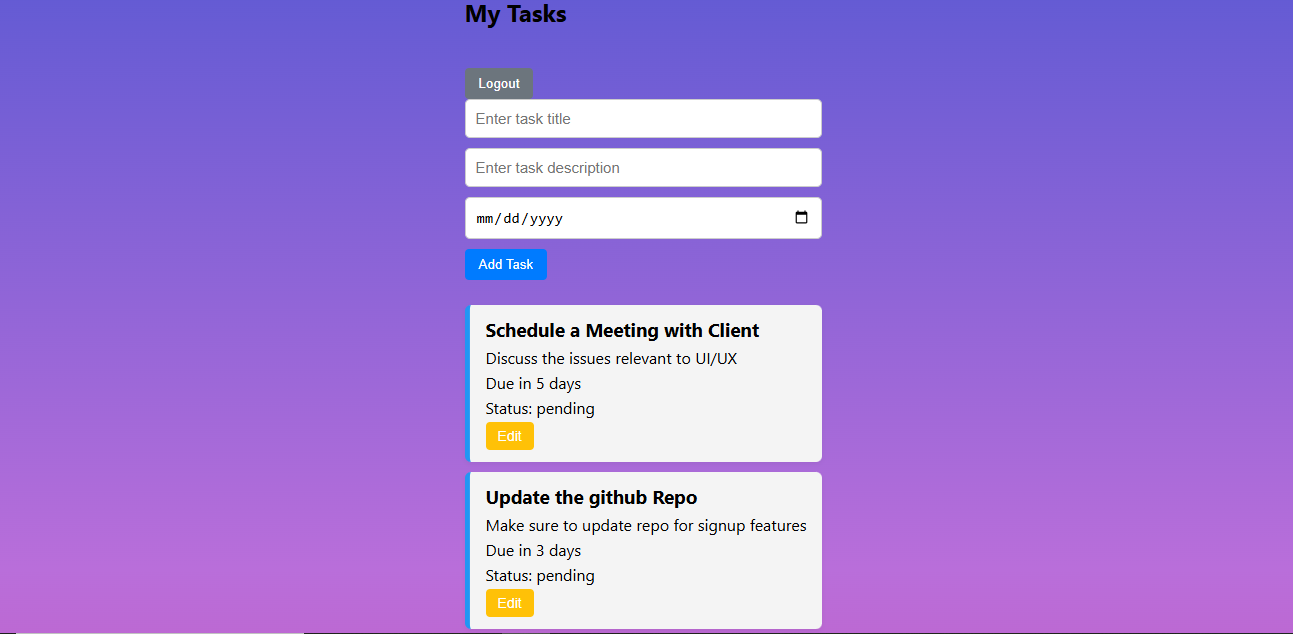 My Tasks
Logout
Enter task title
Enter task description
mm/dd/yyyy
Add Task
Schedule a Meeting with Client
Discuss the issues relevant to UI/UX
Due in 5 days
Status: pending
Edit
Update the github Repo
Make sure to update repo for signup features
Due in 3 days
Status: pending
Edit